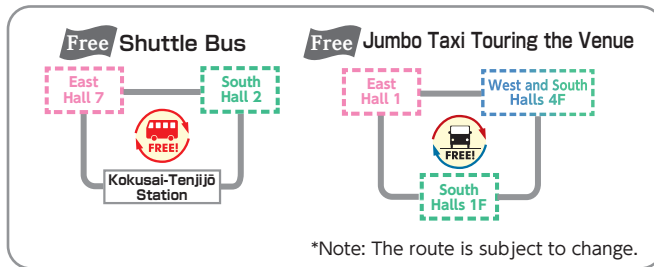 Free Shuttle Bus
East
Hall 7
South
Hall 2
FREE!
Kokusai-Tenjijō
Station
Free Jumbo Taxi Touring the Venue
East
Hall 1
West and South
Halls 4F
FREE!
South
Halls 1F
*Note: The route is subject to change.